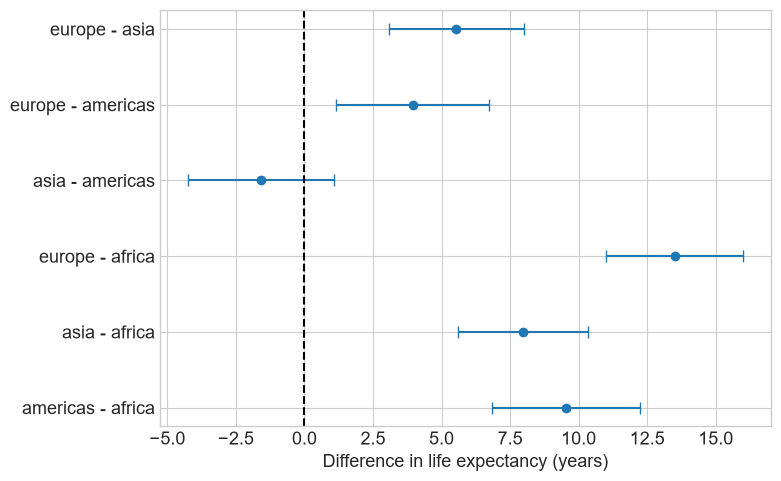 europe - asia
europe - americas
asia - americas
europe - africa
asia - africa
americas - africa
−5.0 −2.5 0.0 2.5 5.0 7.5 10.0 12.5 15.0
Difference in life expectancy (years)